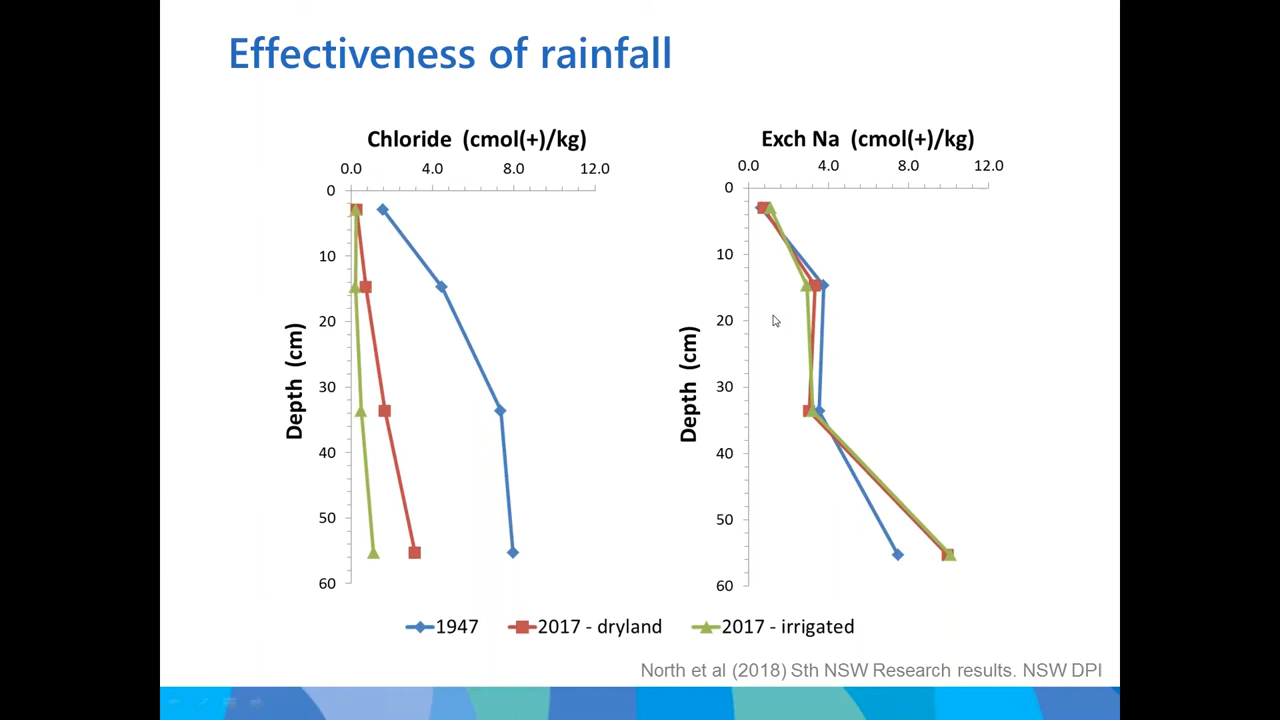 Effectiveness of rainfall
Chloride (cmol(+)/kg)
0.0 4.0 8.0 12.0
0
10
20
30
40
50
60
Depth (cm)
Exch Na (cmol(+)/kg)
0.0 4.0 8.0 12.0
0
10
20
30
40
50
60
Depth (cm)
1947 2017 - dryland 2017 - irrigated
North et al (2018) Sth NSW Research results. NSW DPI